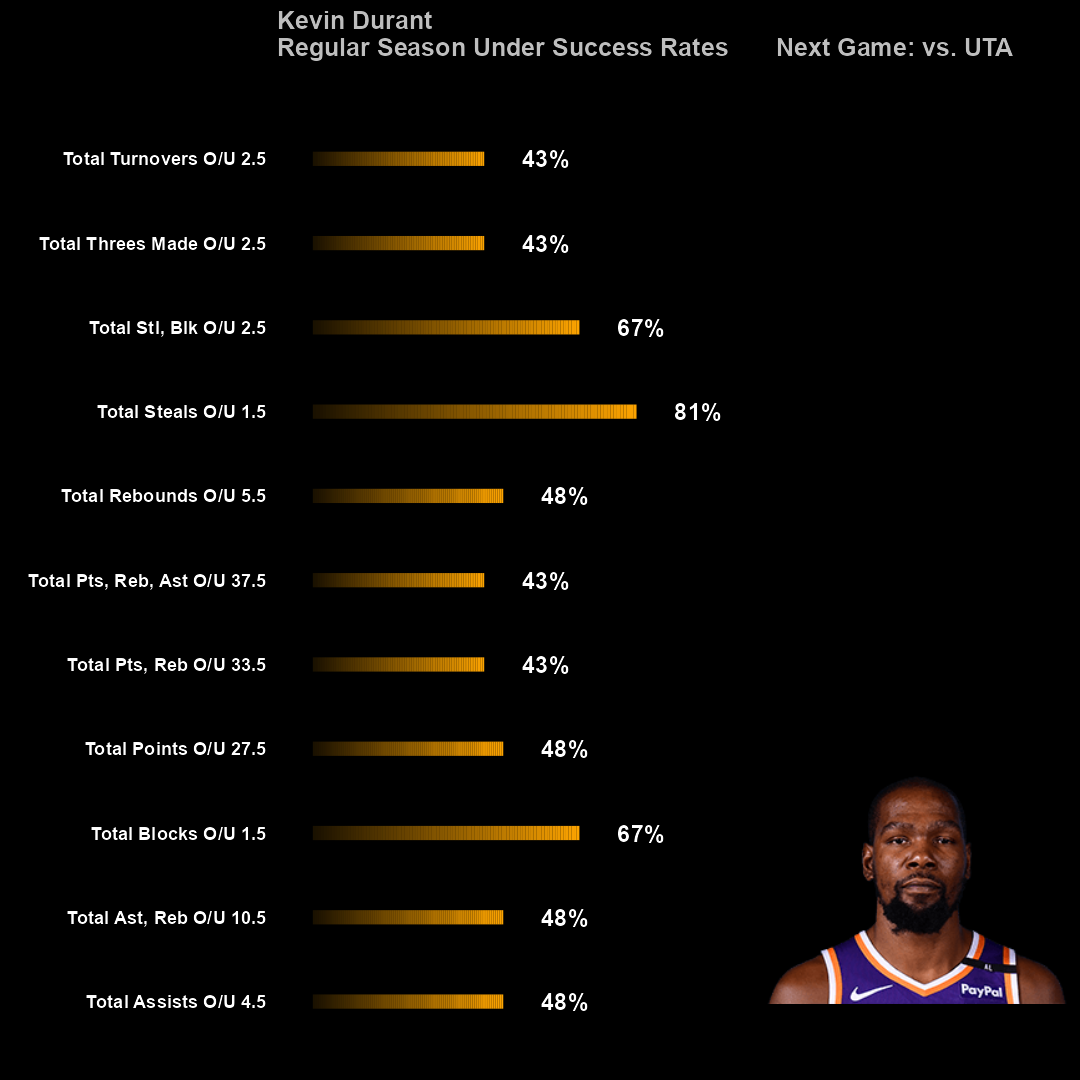 Kevin Durant
Regular Season Under Success Rates
Next Game: vs. UTA
Total Turnovers O/U 2.5 43%
Total Threes Made O/U 2.5 43%
Total Stl, Blk O/U 2.5 67%
Total Steals O/U 1.5 81%
Total Rebounds O/U 5.5 48%
Total Pts, Reb, Ast O/U 37.5 43%
Total Pts, Reb O/U 33.5 43%
Total Points O/U 27.5 48%
Total Blocks O/U 1.5 67%
Total Ast, Reb O/U 10.5 48%
Total Assists O/U 4.5 48%
AL
PayPal